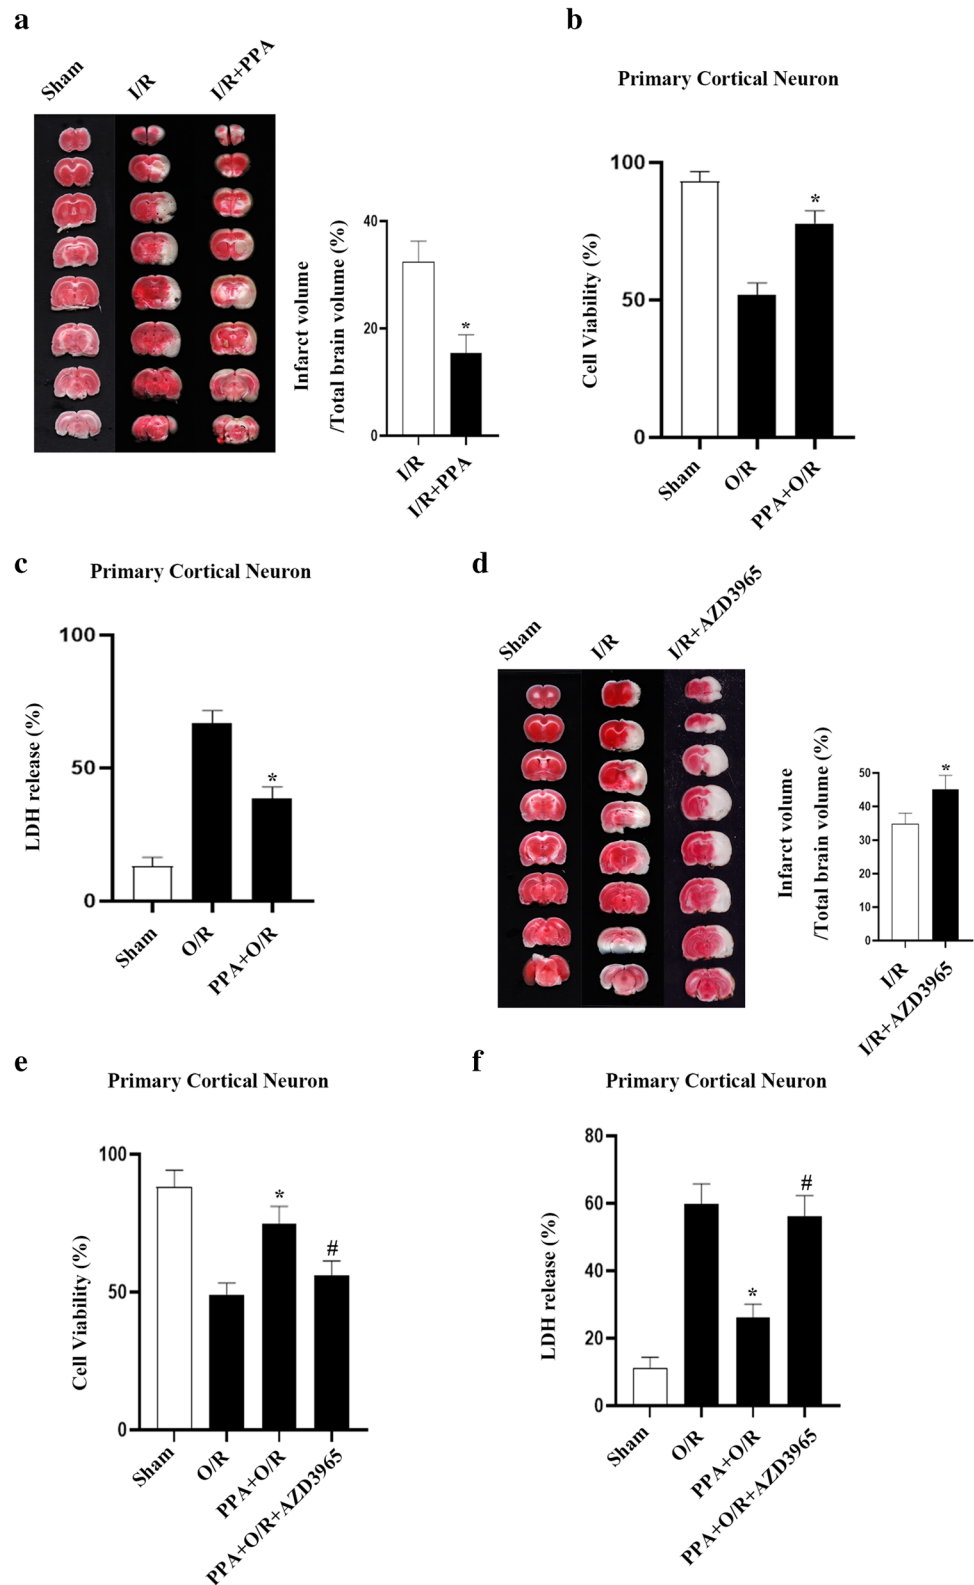 a
Sham
I/R
I/R+PPA
Infarct volume
/Total brain volume (%)
40
20
0
*
I/R
I/R+PPA
b
Primary Cortical Neuron
Cell Viability (%)
100
50
0
*
Sham
O/R
PPA+O/R
c
Primary Cortical Neuron
LDH release (%)
100
50
0
*
Sham
O/R
PPA+O/R
d
Sham
I/R
I/R+AZD3965
Infarct volume
/Total brain volume (%)
50
40
30
20
10
0
*
I/R
I/R+AZD3965
e
Primary Cortical Neuron
Cell Viability (%)
100
50
0
*
#
Sham
O/R
PPA+O/R
PPA+O/R+AZD3965
f
Primary Cortical Neuron
LDH release (%)
80
60
40
20
0
*
#
Sham
O/R
PPA+O/R
PPA+O/R+AZD3965